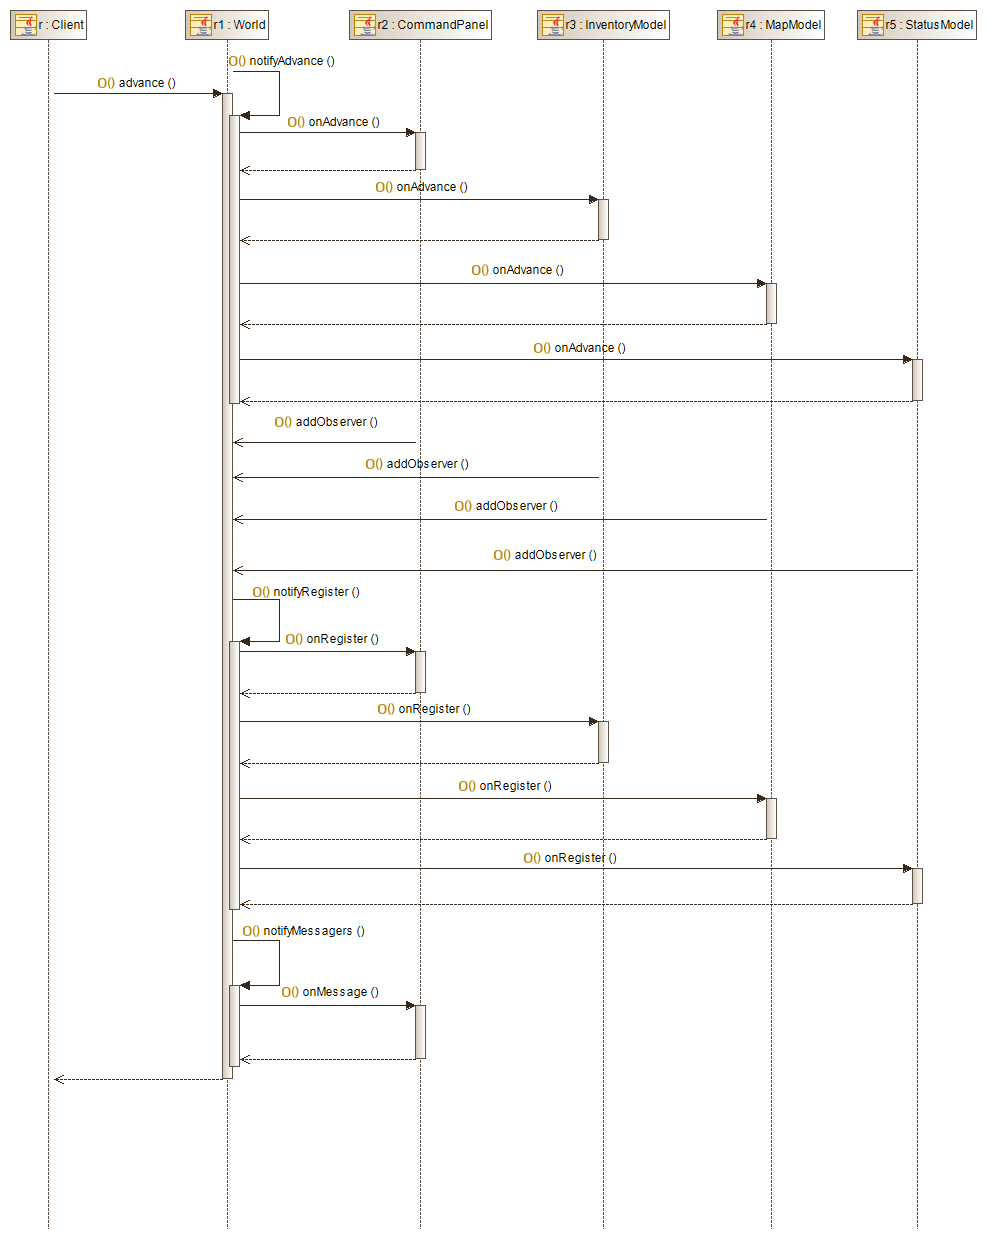 r : Client
r1 : World
r2 : CommandPanel
r3 : InventoryModel
r4 : MapModel
r5 : StatusModel
O() notifyAdvance ()
O() advance ()
O() onAdvance ()
O() onAdvance ()
O() onAdvance ()
O() onAdvance ()
O() addObserver ()
O() addObserver ()
O() addObserver ()
O() addObserver ()
O() notifyRegister ()
O() onRegister ()
O() onRegister ()
O() onRegister ()
O() onRegister ()
O() notifyMessagers ()
O() onMessage ()